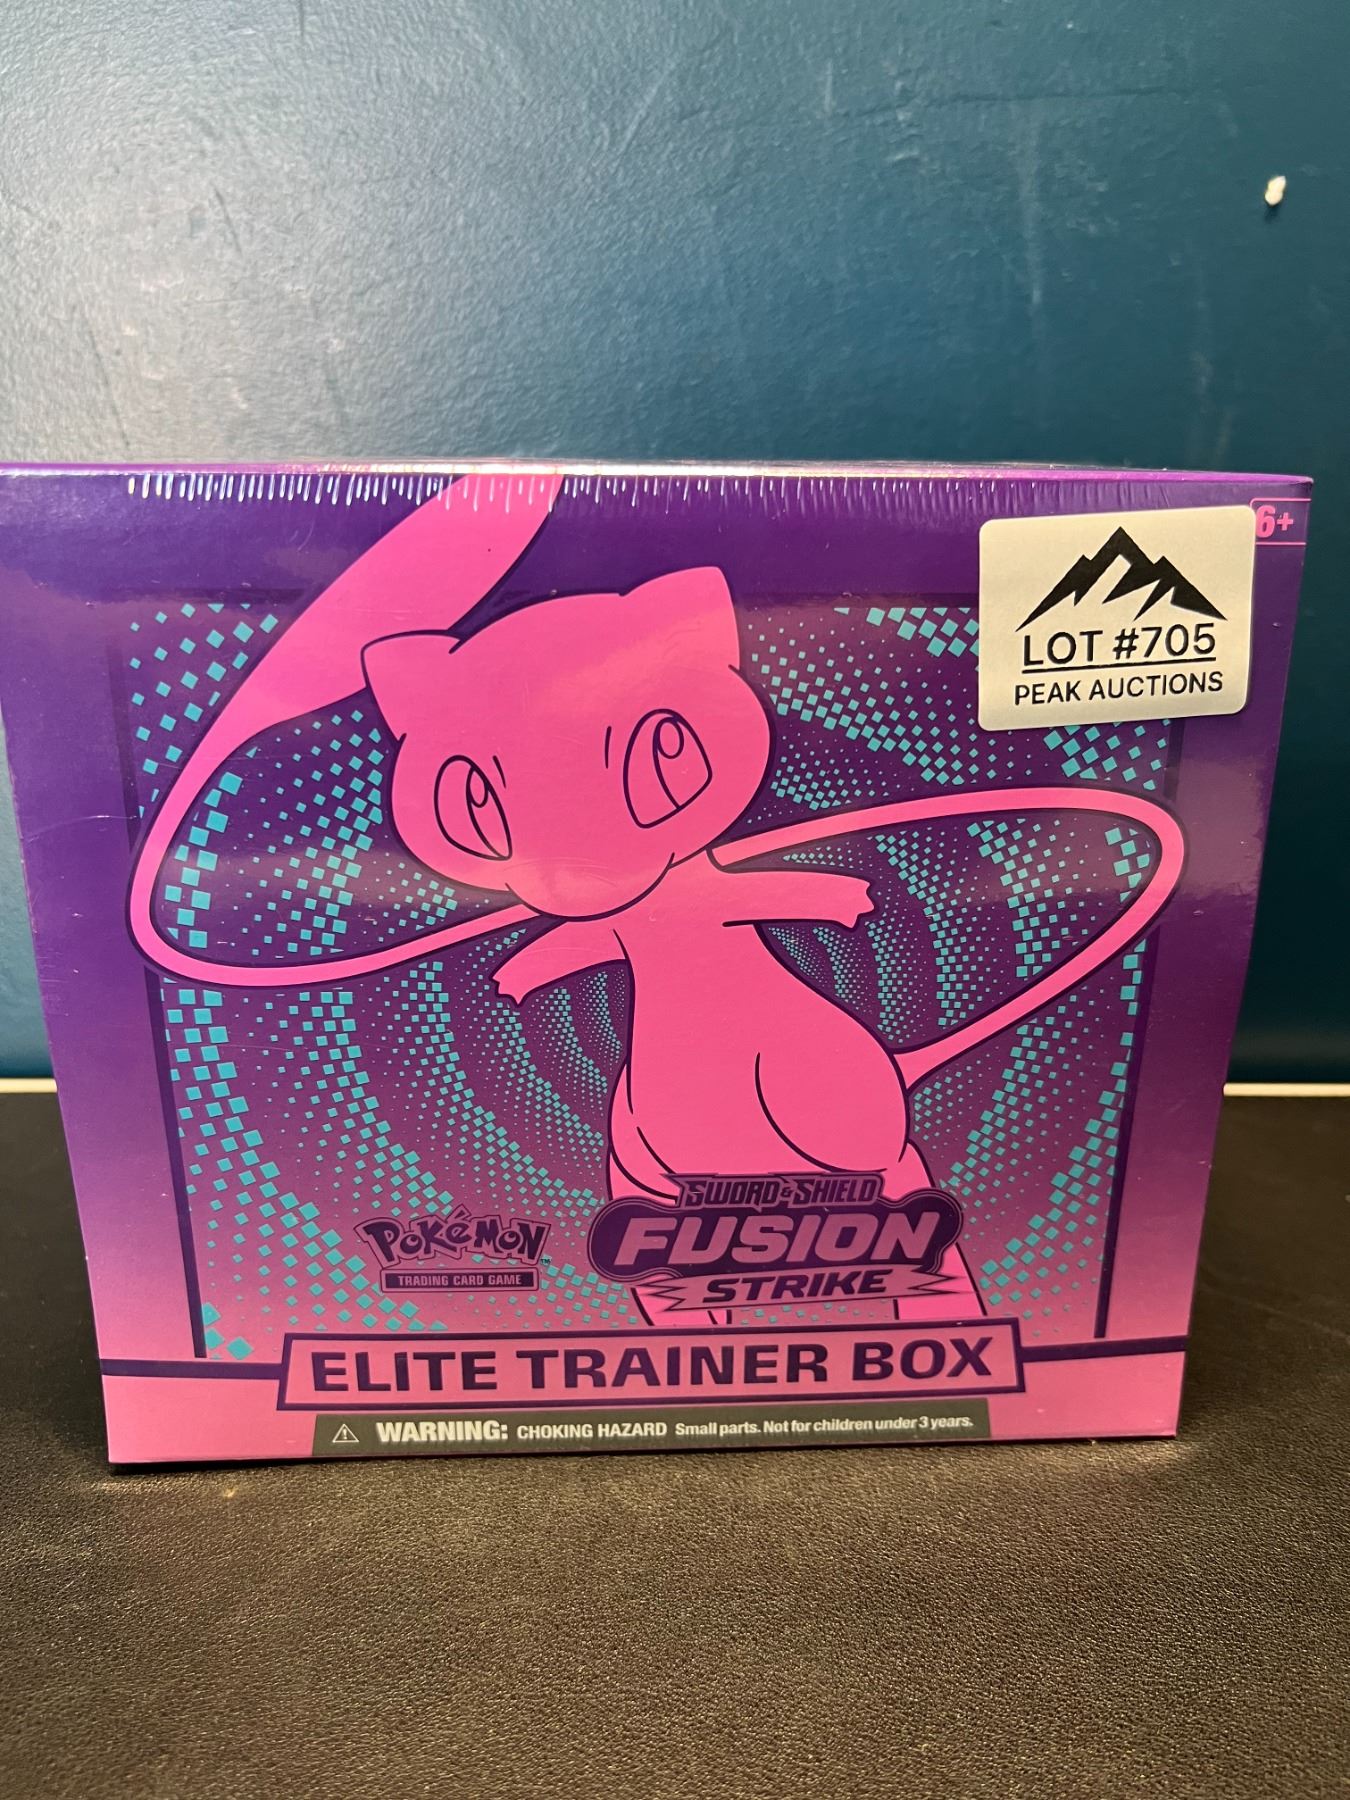 6+
LOT #705
PEAK AUCTIONS
SWORD & SHIELD
FUSION
STRIKE
POKéMON™
TRADING CARD GAME
ELITE TRAINER BOX
WARNING: CHOKING HAZARD Small parts. Not for children under 3 years.